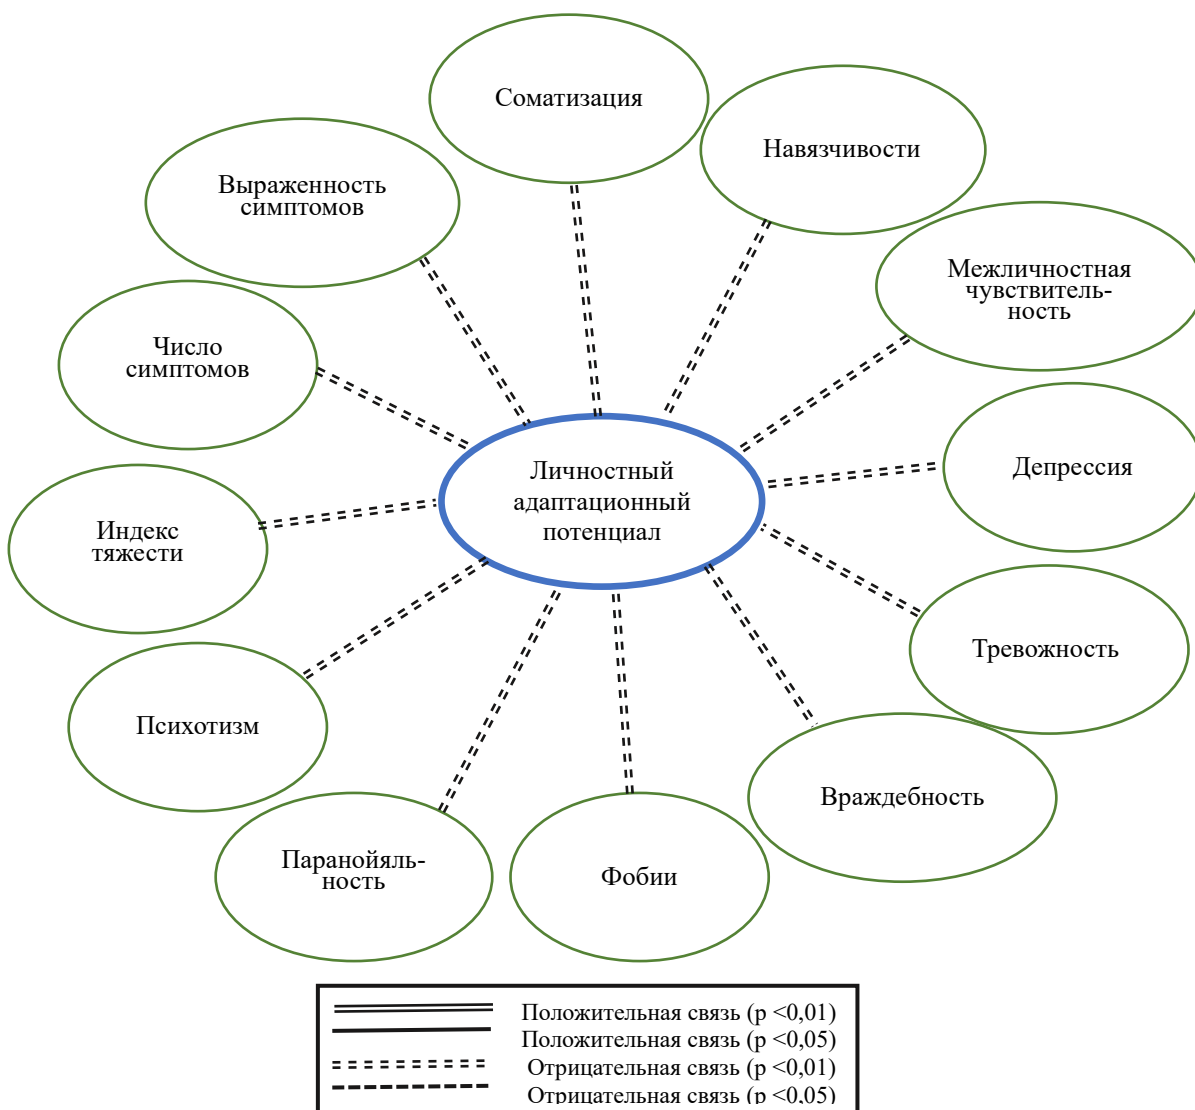 Соматизация
Навязчивости
Выраженность
симптомов
Межличностная
чувствитель-
ность
Число
симптомов
Депрессия
Личностный
адаптационный
потенциал
Индекс
тяжести
Тревожность
Психотизм
Враждебность
Паранойяль-
ность
Фобии
Положительная связь (p <0,01)
Положительная связь (p <0,05)
Отрицательная связь (p <0,01)
Отрицательная связь (p <0,05)